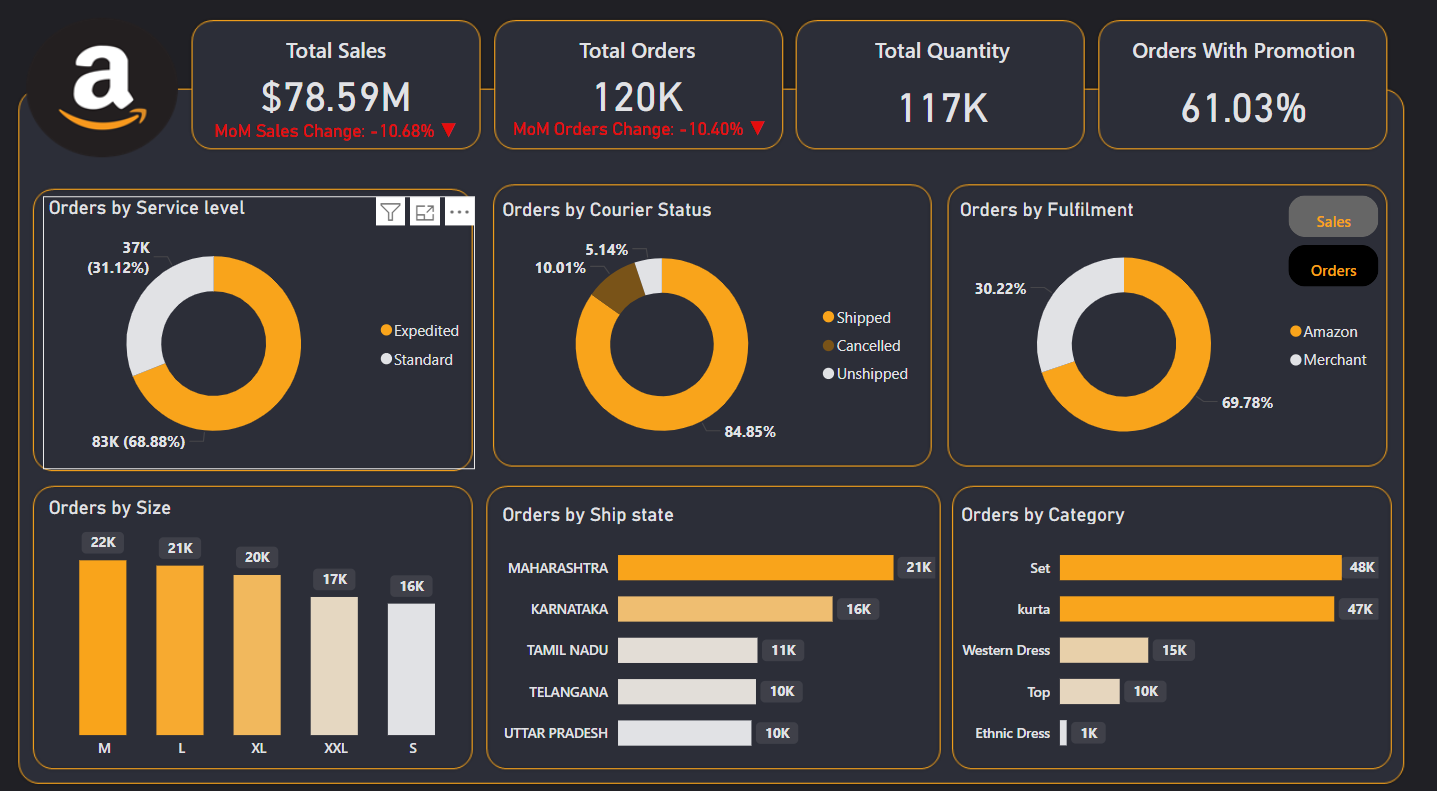 a
Total Sales
$78.59M
MoM Sales Change: -10.68% ▼
Total Orders
120K
MoM Orders Change: -10.40% ▼
Total Quantity
117K
Orders With Promotion
61.03%
Orders by Service level
37K
(31.12%)
83K (68.88%)
Expedited
Standard
Orders by Courier Status
5.14%
10.01%
84.85%
Shipped
Cancelled
Unshipped
Orders by Fulfilment
Sales
Orders
30.22%
69.78%
Amazon
Merchant
Orders by Size
22K
21K
20K
17K
16K
M
L
XL
XXL
S
Orders by Ship state
MAHARASHTRA 21K
KARNATAKA 16K
TAMIL NADU 11K
TELANGANA 10K
UTTAR PRADESH 10K
Orders by Category
Set 48K
kurta 47K
Western Dress 15K
Top 10K
Ethnic Dress 1K